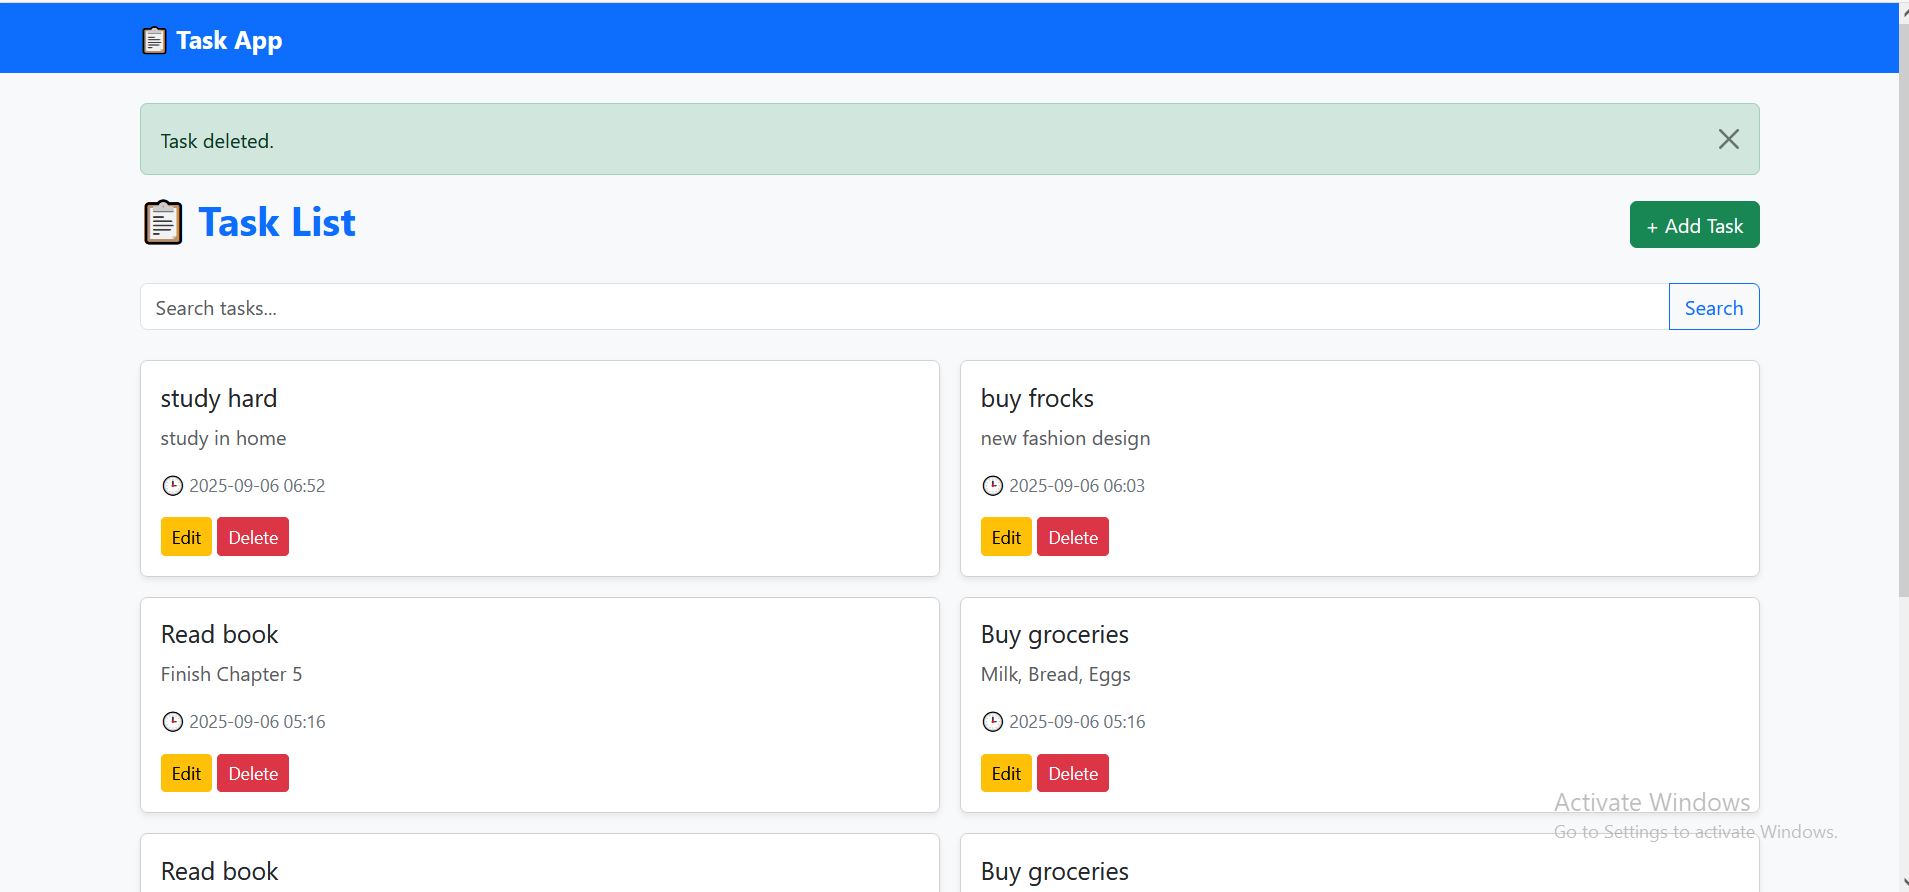 Task App
Task deleted.
Task List
+ Add Task
Search tasks...
Search
study hard
study in home
2025-09-06 06:52
Edit Delete
buy frocks
new fashion design
2025-09-06 06:03
Edit Delete
Read book
Finish Chapter 5
2025-09-06 05:16
Edit Delete
Buy groceries
Milk, Bread, Eggs
2025-09-06 05:16
Edit Delete
Read book
Buy groceries
Activate Windows
Go to Settings to activate Windows.